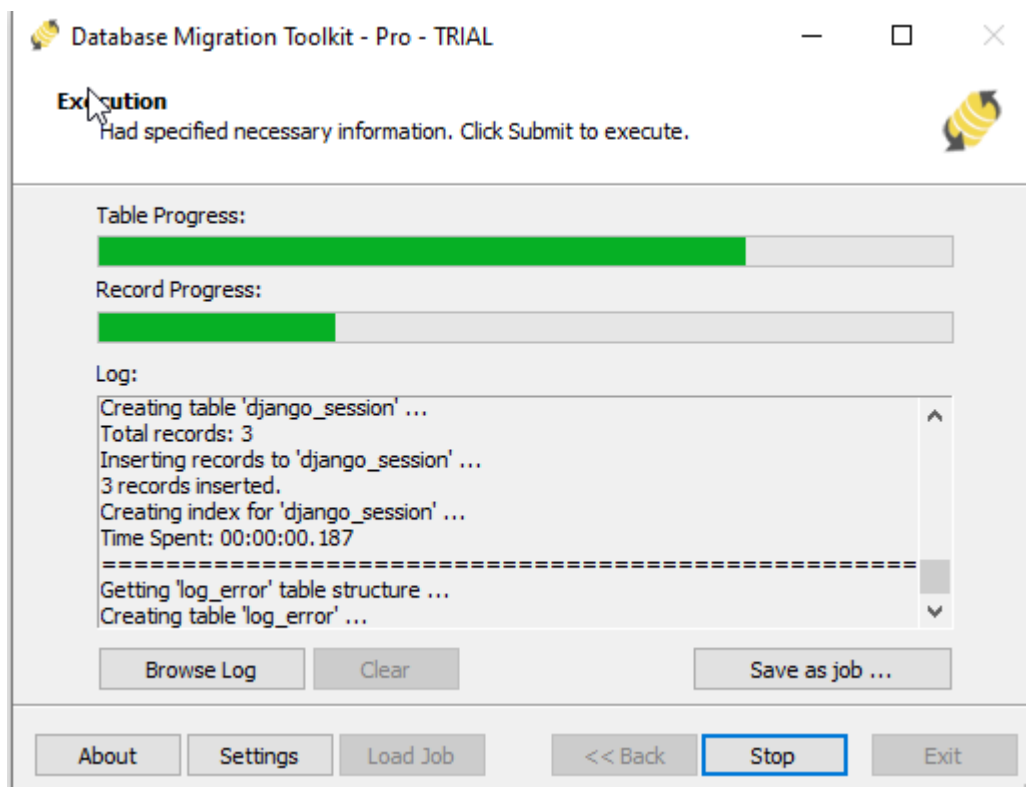 Database Migration Toolkit - Pro - TRIAL
Had specified necessary information. Click Submit to execute.
Table Progress:
Record Progress:
Log:
Creating table 'django_session' ...
Total records: 3
Inserting records to 'django_session' ...
3 records inserted.
Creating index for 'django_session' ...
Time Spent: 00:00:00.187
===================================================
Getting 'log_error' table structure ...
Creating table 'log_error' ...
Browse Log Clear Save as job ...
About Settings Load Job << Back Stop Exit